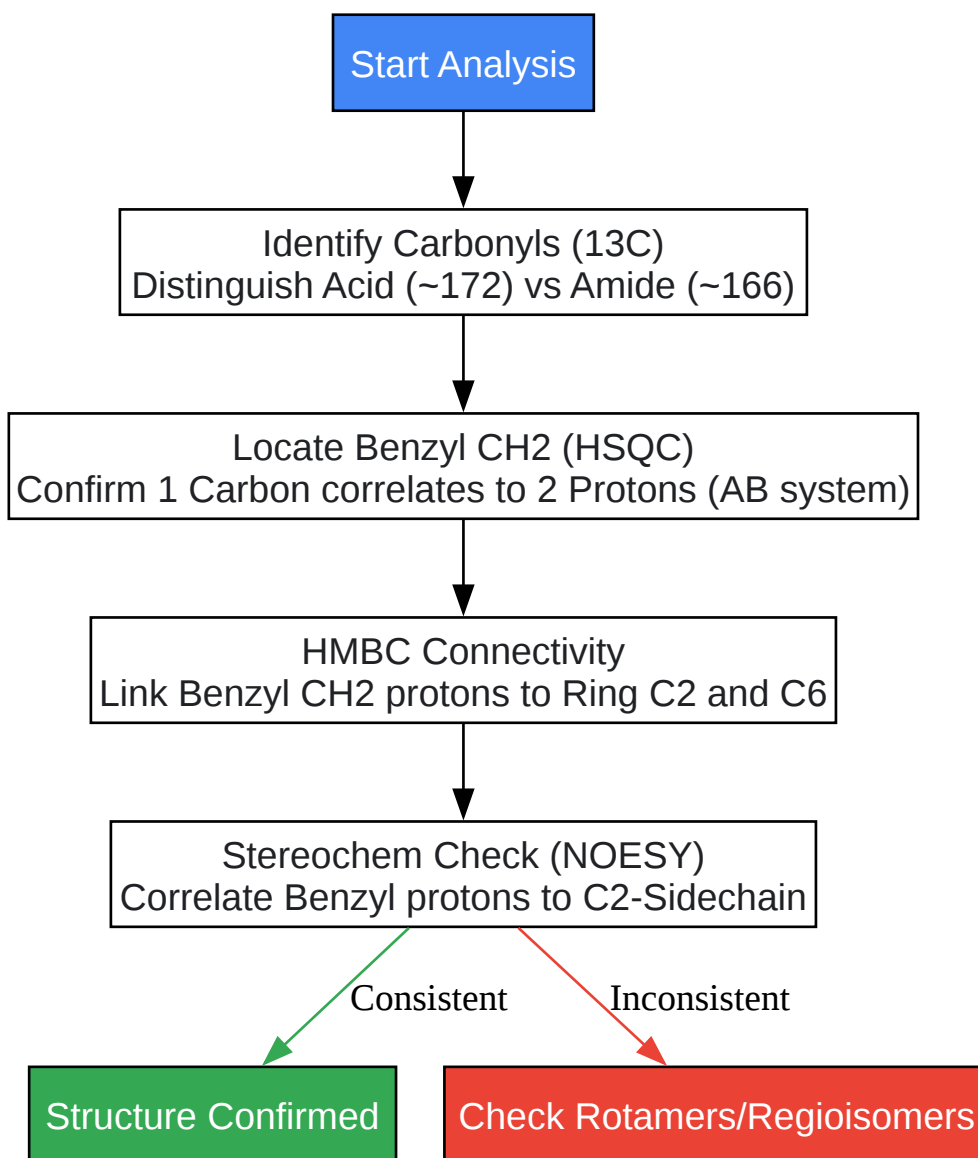 Start Analysis
Identify Carbonyls (13C)
Distinguish Acid (~172) vs Amide (~166)
Locate Benzyl CH2 (HSQC)
Confirm 1 Carbon correlates to 2 Protons (AB system)
HMBC Connectivity
Link Benzyl CH2 protons to Ring C2 and C6
Stereochem Check (NOESY)
Correlate Benzyl protons to C2-Sidechain
Consistent
Inconsistent
Structure Confirmed
Check Rotamers/Regioisomers